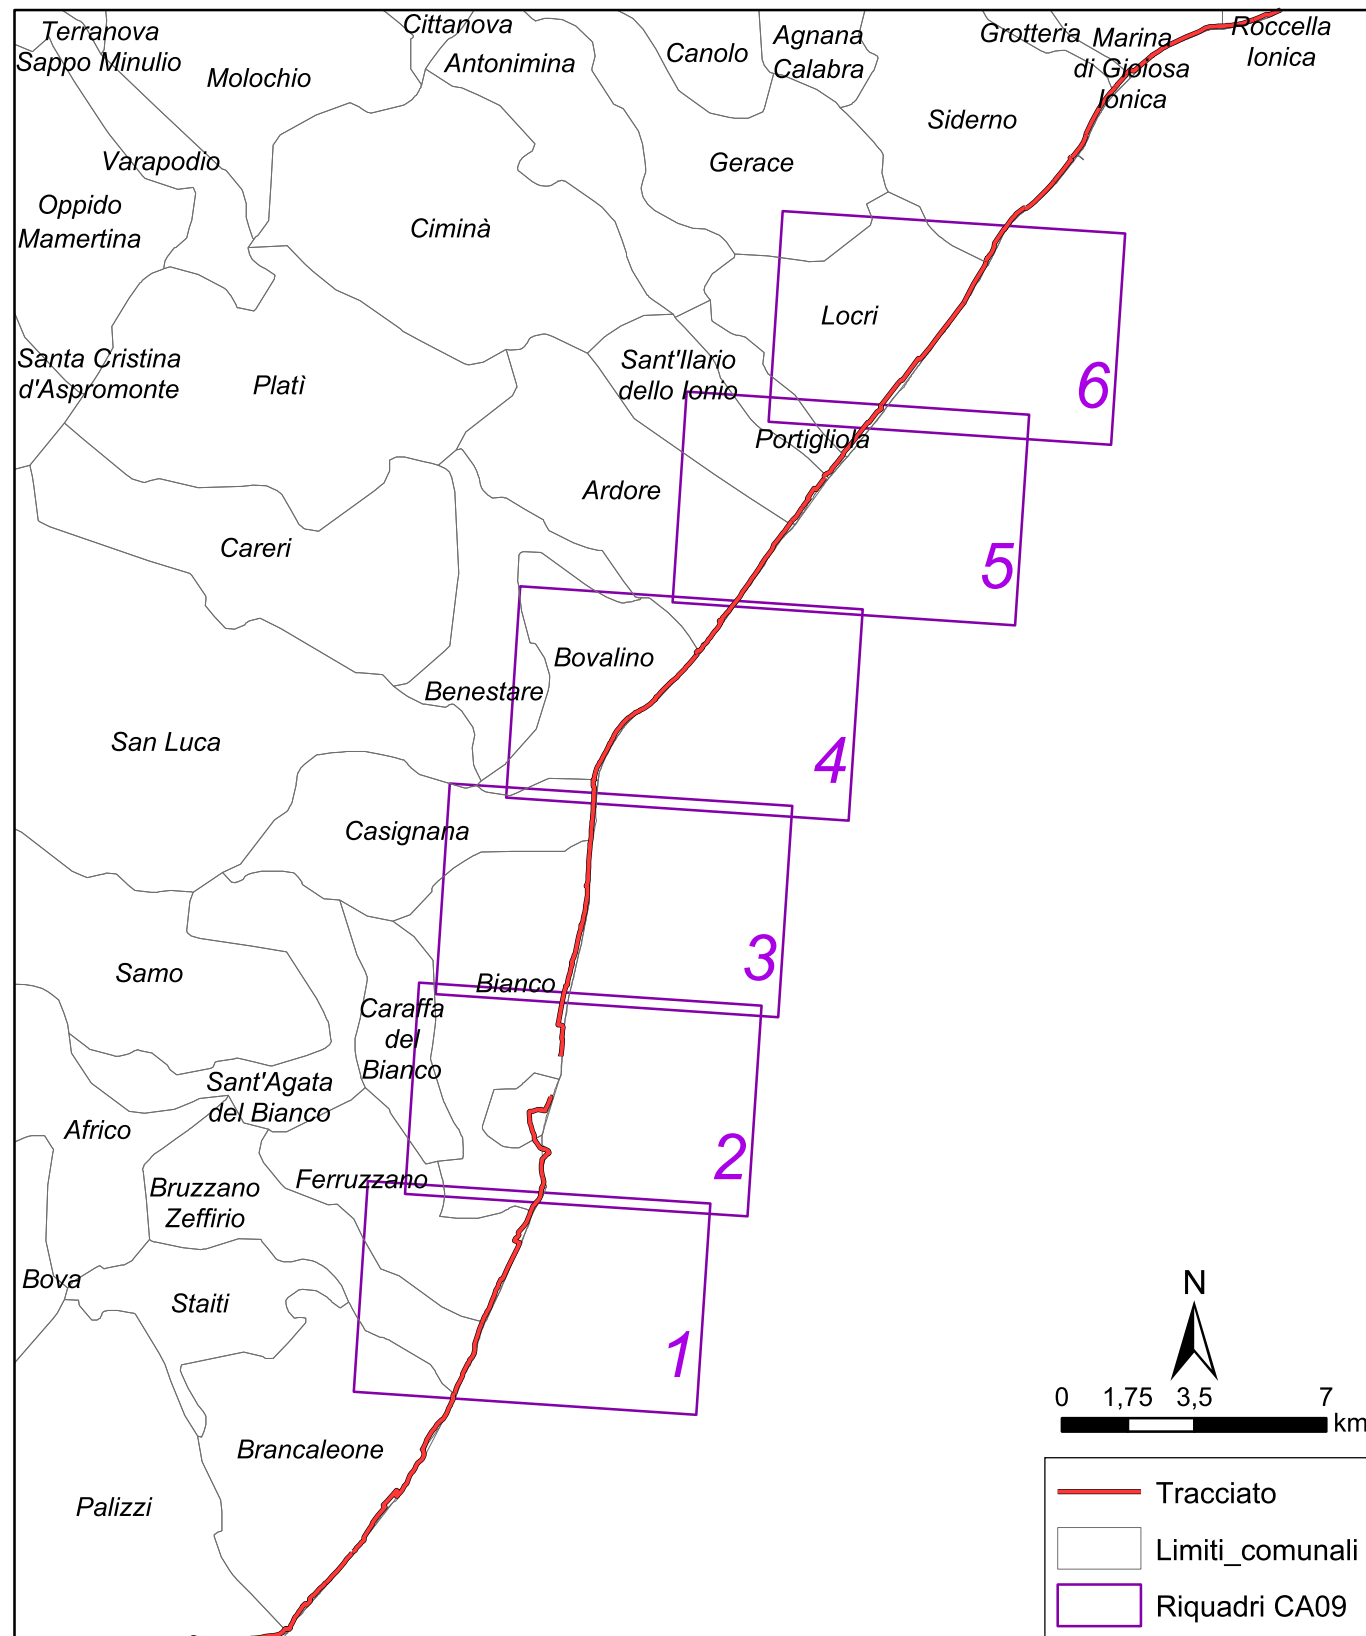 Terranova
Sappo Minulio
Cittanova
Molochio
Antonimina
Canolo
Agnana
Calabra
Grotteria
Marina
di Gioiosa
Ionica
Roccella
Ionica
Siderno
Varapodio
Gerace
Oppido
Mamertina
Ciminà
Locri
Santa Cristina
d'Aspromonte
Platì
Sant'Ilario
dello Ionio
6
Portigliola
Ardore
Careri
5
Bovalino
Benestare
San Luca
4
Casignana
3
Samo
Bianco
Caraffa
del
Bianco
Sant'Agata
del Bianco
Africo
2
Ferruzzano
Bruzzano
Zeffirio
Bova
Staiti
1
Brancaleone
Palizzi
N
0 1,75 3,5 7
km
Tracciato
Limiti_comunali
Riquadri CA09